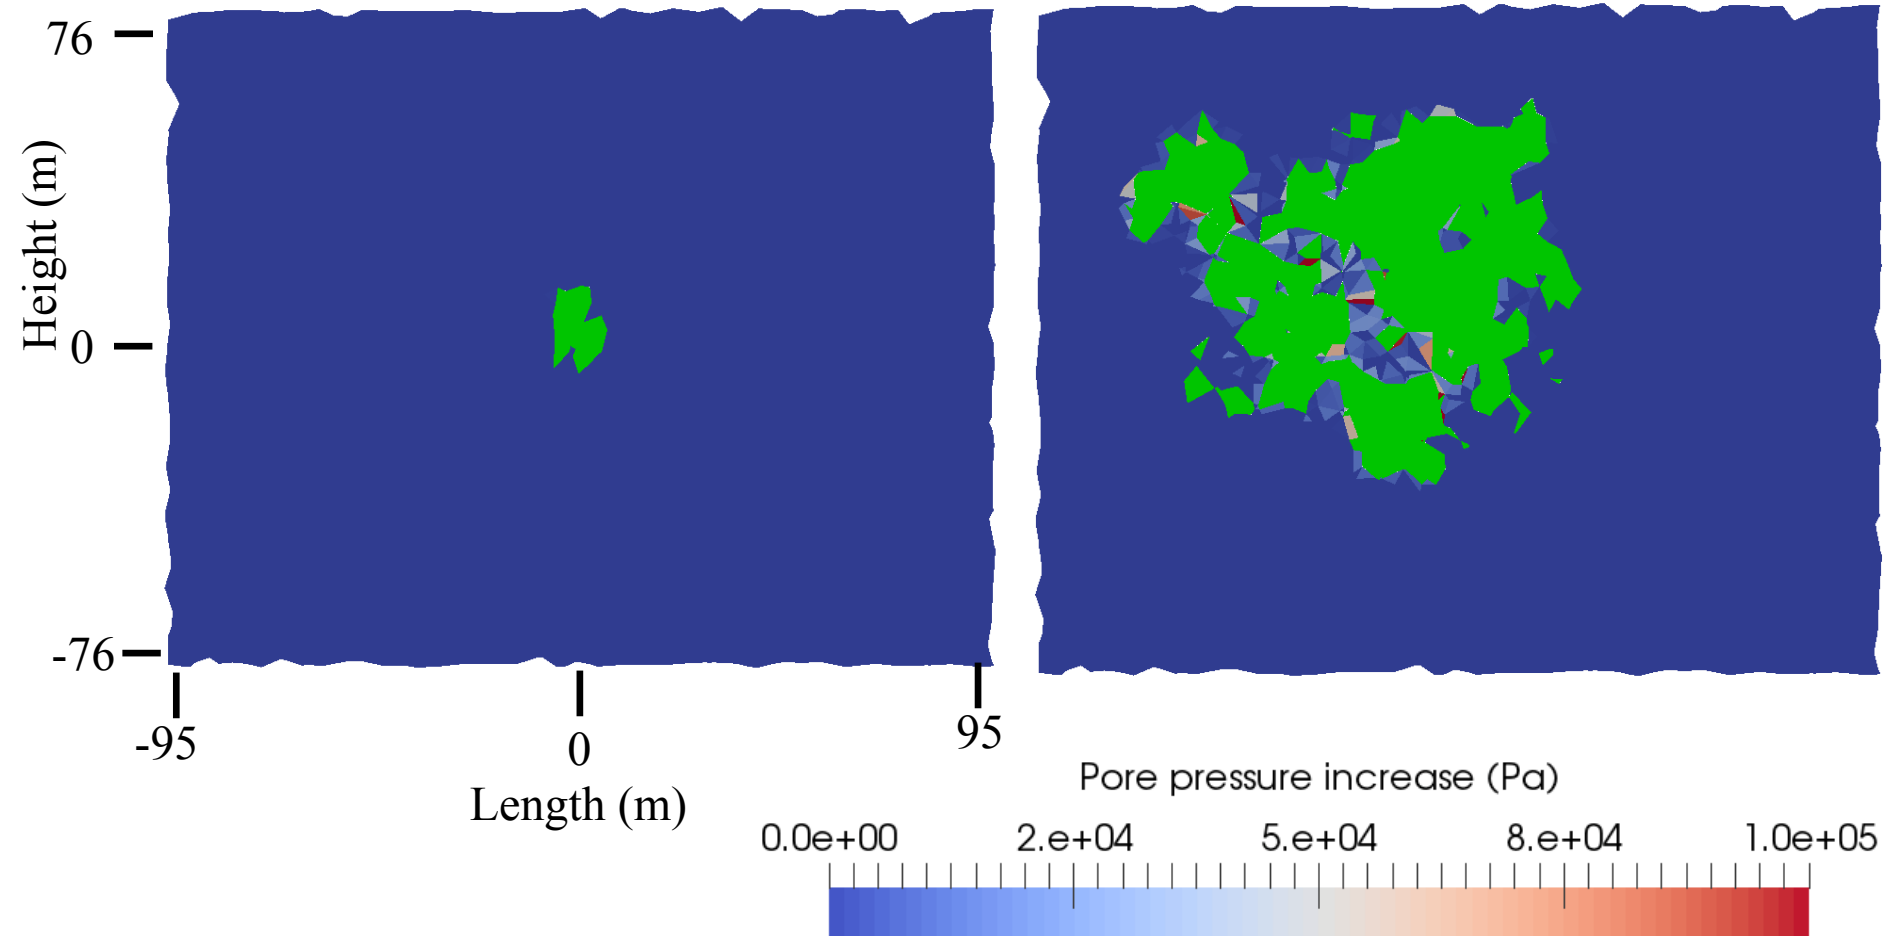 76
Height (m)
0
-76
-95
0
95
Length (m)
Pore pressure increase (Pa)
0.0e+00 2.e+04 5.e+04 8.e+04 1.0e+05